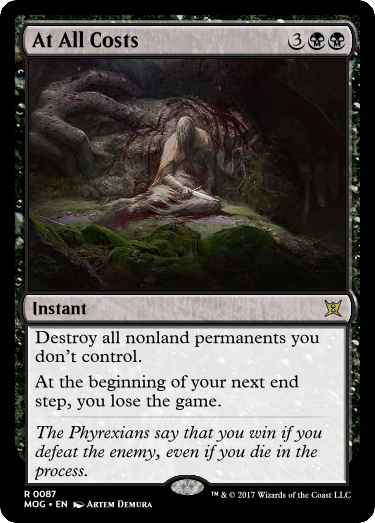 At All Costs 3
Instant
Destroy all nonland permanents you
don't control.
At the beginning of your next end
step, you lose the game.
The Phyrexians say that you win if you
defeat the enemy, even if you die in the
process.
R 0087
MOG • EN Artem Demura
™ & © 2017 Wizards of the Coast LLC